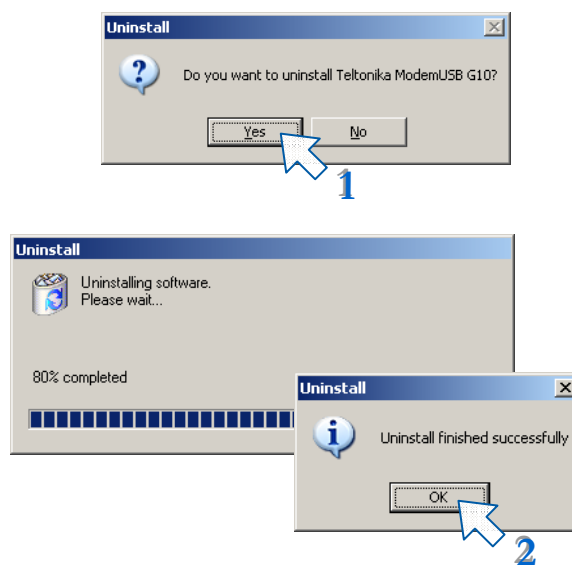 Uninstall
Do you want to uninstall Teltonika ModemUSB G10?
Yes No
1
Uninstall
Uninstalling software.
Please wait...
80% completed
Uninstall
Uninstall finished successfully
OK
2